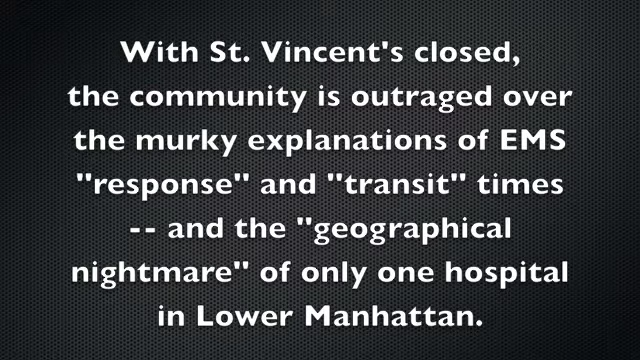 With St. Vincent's closed,
the community is outraged over
the murky explanations of EMS
"response" and "transit" times
-- and the "geographical
nightmare" of only one hospital
in Lower Manhattan.